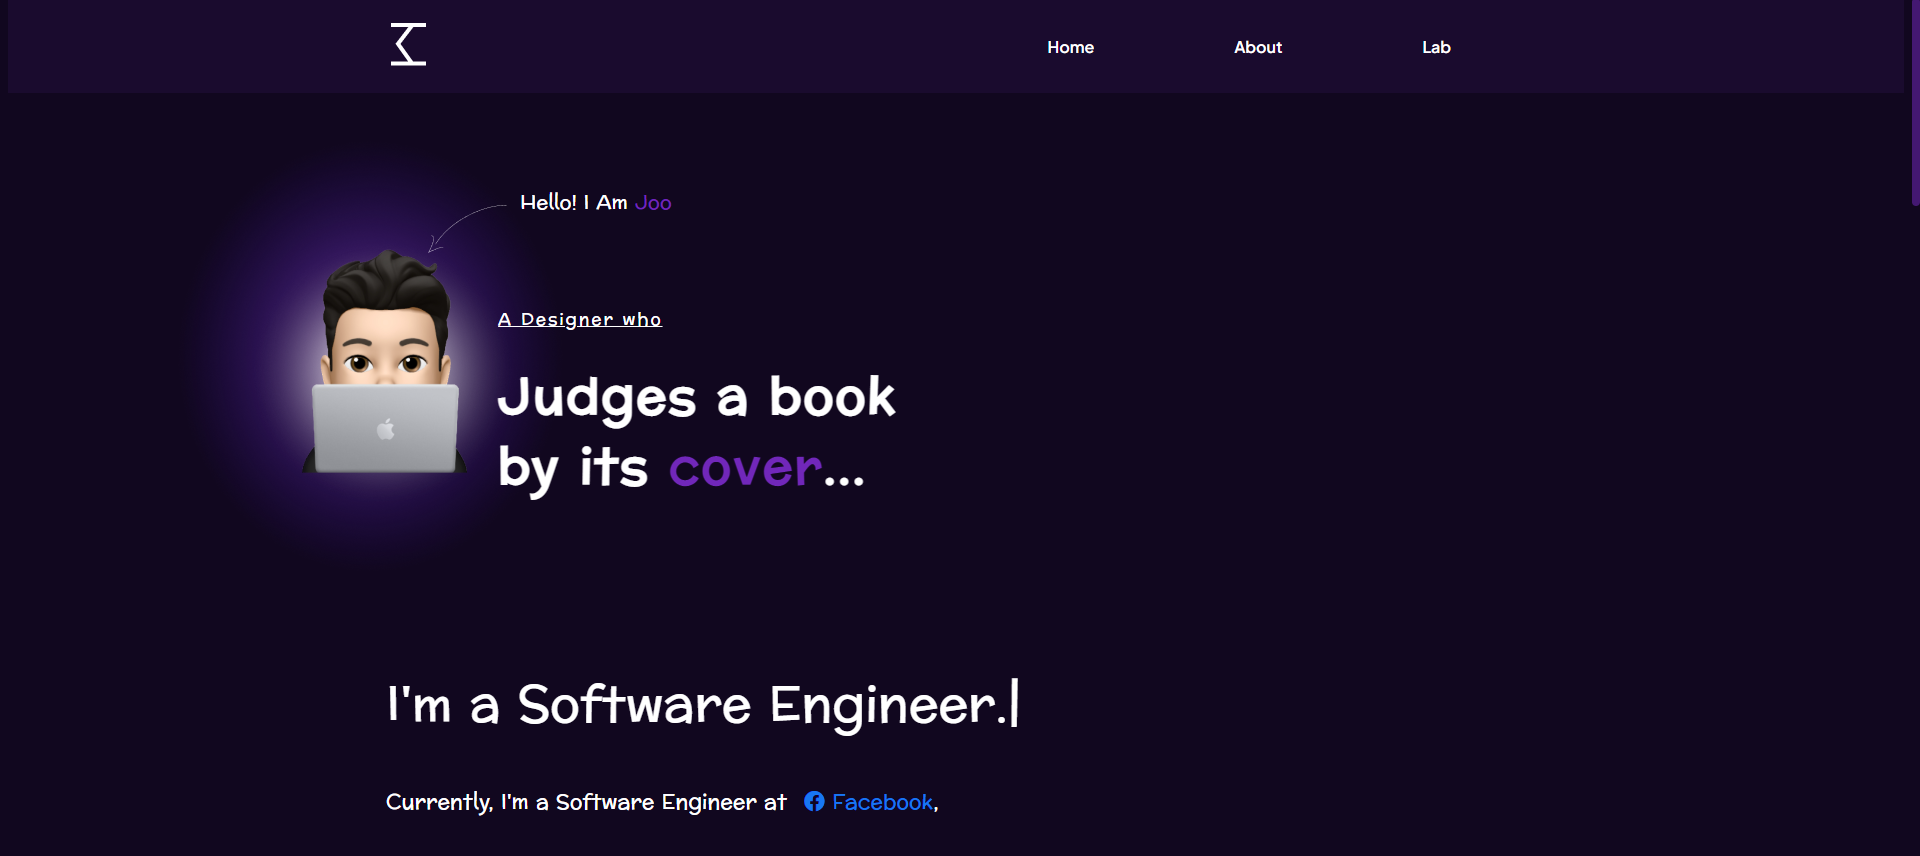 Home About Lab
Hello! I Am Joo
A Designer who
Judges a book
by its cover...
I'm a Software Engineer.
Currently, I'm a Software Engineer at Facebook,